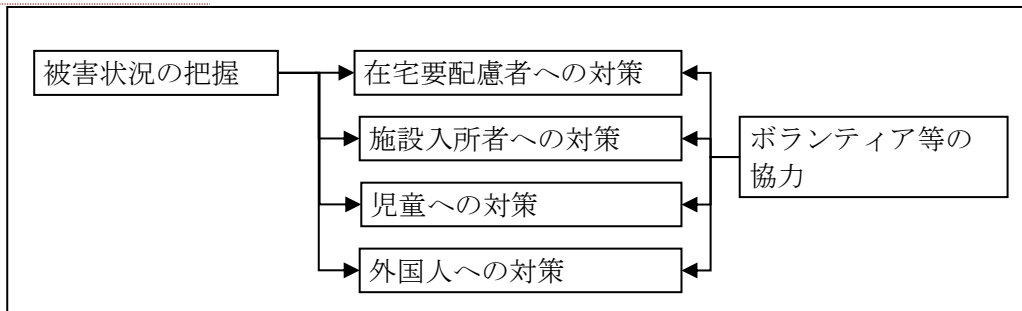 被害状況の把握
在宅要配慮者への対策
施設入所者への対策
児童への対策
外国人への対策
ボランティア等の
協力